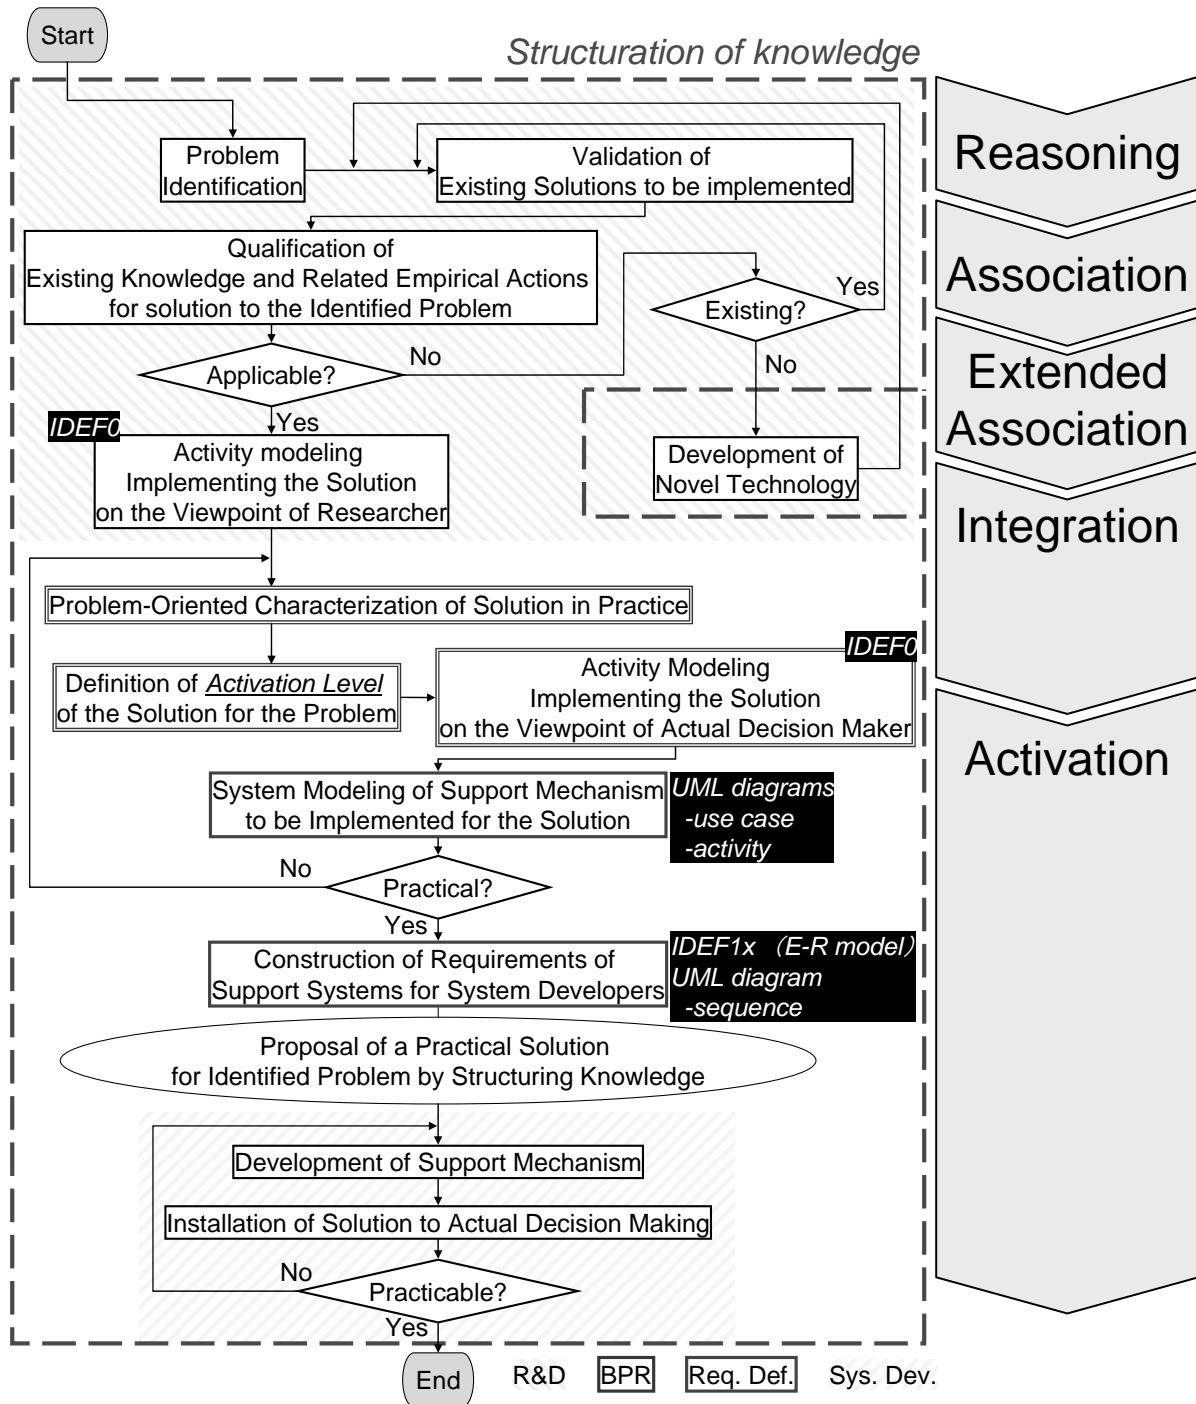 Start
Structuration of knowledge
Problem
Identification
Validation of
Existing Solutions to be implemented
Reasoning
Qualification of
Existing Knowledge and Related Empirical Actions
for solution to the Identified Problem
Existing?
Yes
Association
Applicable?
No
No
Extended
Association
Yes
IDEF0
Activity modeling
Implementing the Solution
on the Viewpoint of Researcher
Development of
Novel Technology
Integration
Problem-Oriented Characterization of Solution in Practice
IDEF0
Definition of Activation Level
of the Solution for the Problem
Activity Modeling
Implementing the Solution
on the Viewpoint of Actual Decision Maker
Activation
System Modeling of Support Mechanism
to be Implemented for the Solution
UML diagrams
-use case
-activity
No
Practical?
Yes
Construction of Requirements of
Support Systems for System Developers
IDEF1x （E-R model）
UML diagram
-sequence
Proposal of a Practical Solution
for Identified Problem by Structuring Knowledge
Development of Support Mechanism
Installation of Solution to Actual Decision Making
No
Practicable?
Yes
End
R&D
BPR
Req. Def.
Sys. Dev.